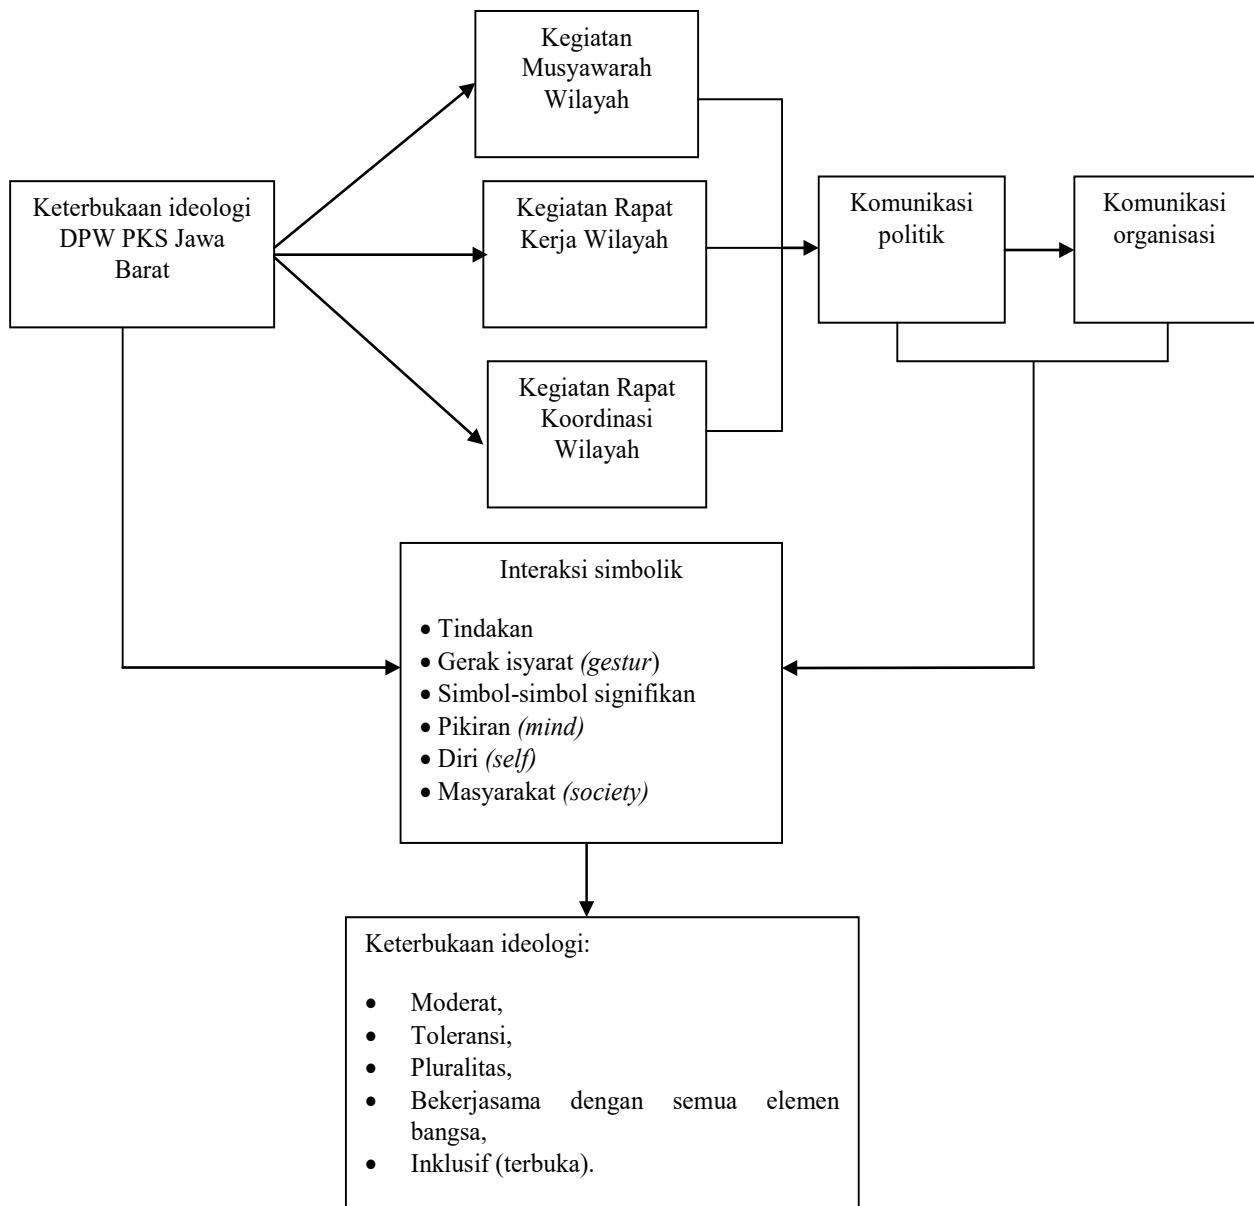 Kegiatan
Musyawarah
Wilayah
Keterbukaan ideologi
DPW PKS Jawa
Barat
Kegiatan Rapat
Kerja Wilayah
Komunikasi
politik
Komunikasi
organisasi
Kegiatan Rapat
Koordinasi
Wilayah
Interaksi simbolik
• Tindakan
• Gerak isyarat (gestur)
• Simbol-simbol signifikan
• Pikiran (mind)
• Diri (self)
• Masyarakat (society)
Keterbukaan ideologi:
• Moderat,
• Toleransi,
• Pluralitas,
• Bekerjasama dengan semua elemen
bangsa,
• Inklusif (terbuka).